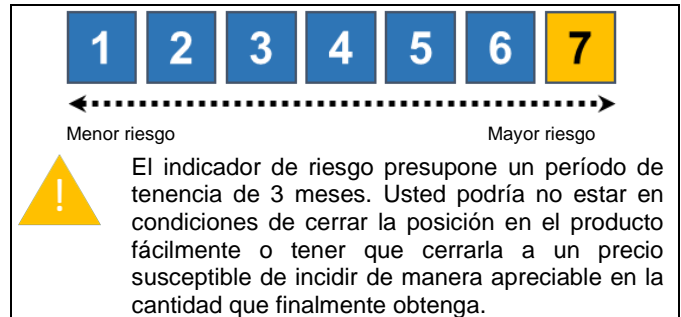 1 2 3 4 5 6 7
Menor riesgo Mayor riesgo
!
El indicador de riesgo presupone un período de
tenencia de 3 meses. Usted podría no estar en
condiciones de cerrar la posición en el producto
fácilmente o tener que cerrarla a un precio
susceptible de incidir de manera apreciable en la
cantidad que finalmente obtenga.